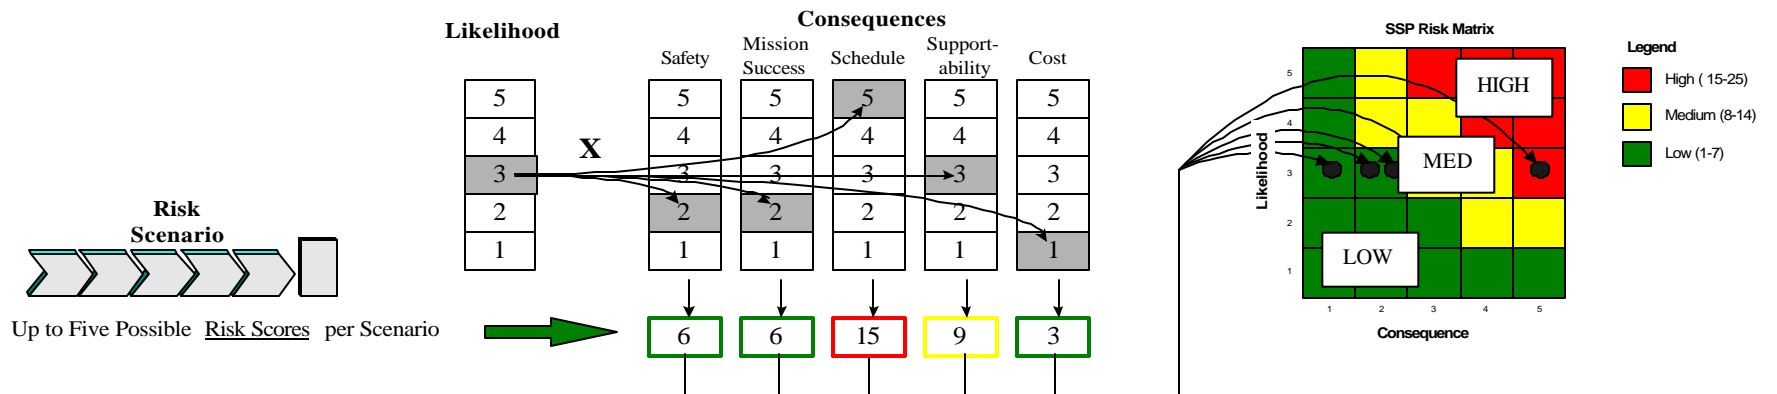 Consequences
Likelihood
Safety
Mission
Success
Schedule
Support-
ability
Cost
5 5 5 5 5 5
4 4 4 4 4 4
X
3 3 3 3 3 3
2 2 2 2 2 2
1 1 1 1 1 1
Risk
Scenario
Up to Five Possible Risk Scores per Scenario
6 6 15 9 3
SSP Risk Matrix
Likelihood
5
4
3
2
1
HIGH
MED
LOW
1 2 3 4 5
Consequence
Legend
High ( 15-25)
Medium (8-14)
Low (1-7)